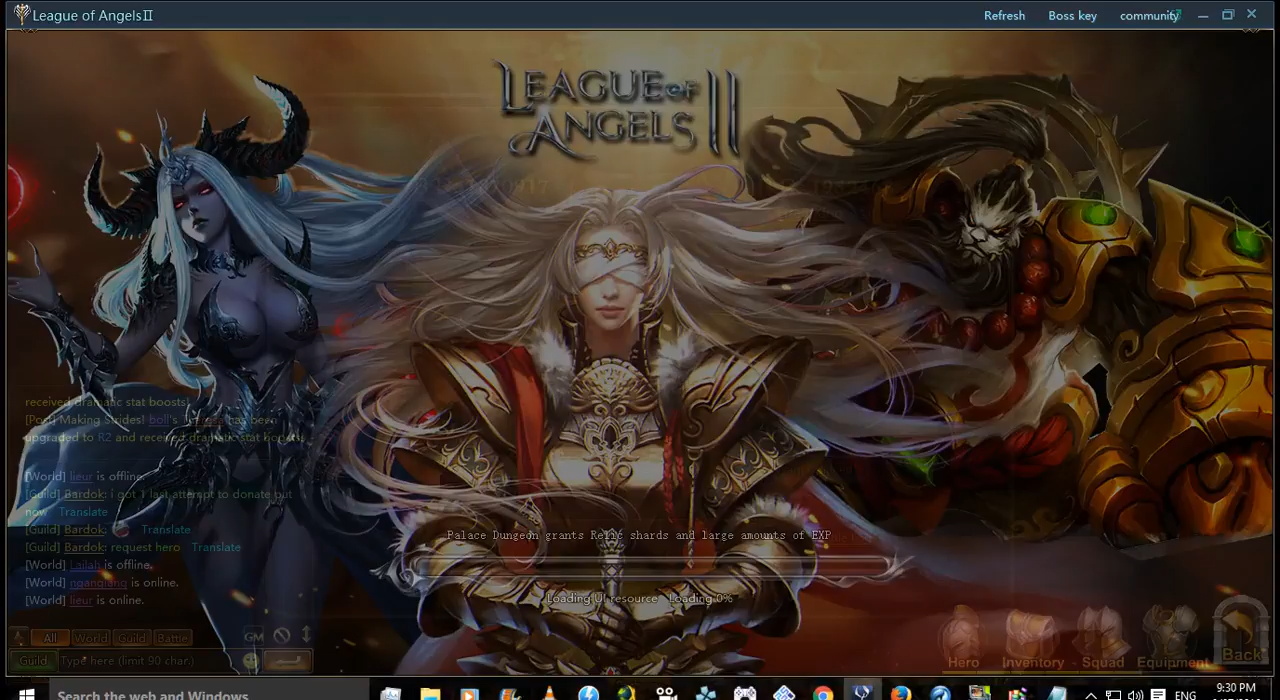 League of Angels II
Refresh
Boss key
community
LEAGUE OF
ANGELS II
received dramatic stat boosts!
[Post] Making Strides! boll's has been
upgraded to R2 and received dramatic stat boosts
[World] lieur is offline.
[Guild] Bardok: i got 1 last attempt to donate but
now Translate
[Guild] Bardok: Translate
[Guild] Bardok: request hero Translate
[World] Lailah is offline.
[World] nganglang is online.
[World] lieur is online.
Palace Dungeon grants Relic shards and large amounts of EXP
Loading UI resource Loading 0%
All World Guild Battle GM
Guild Type here (limit 90 char.)
Hero Inventory Squad Equipment Back
Search the web and Windows
ENG
9:30 PM